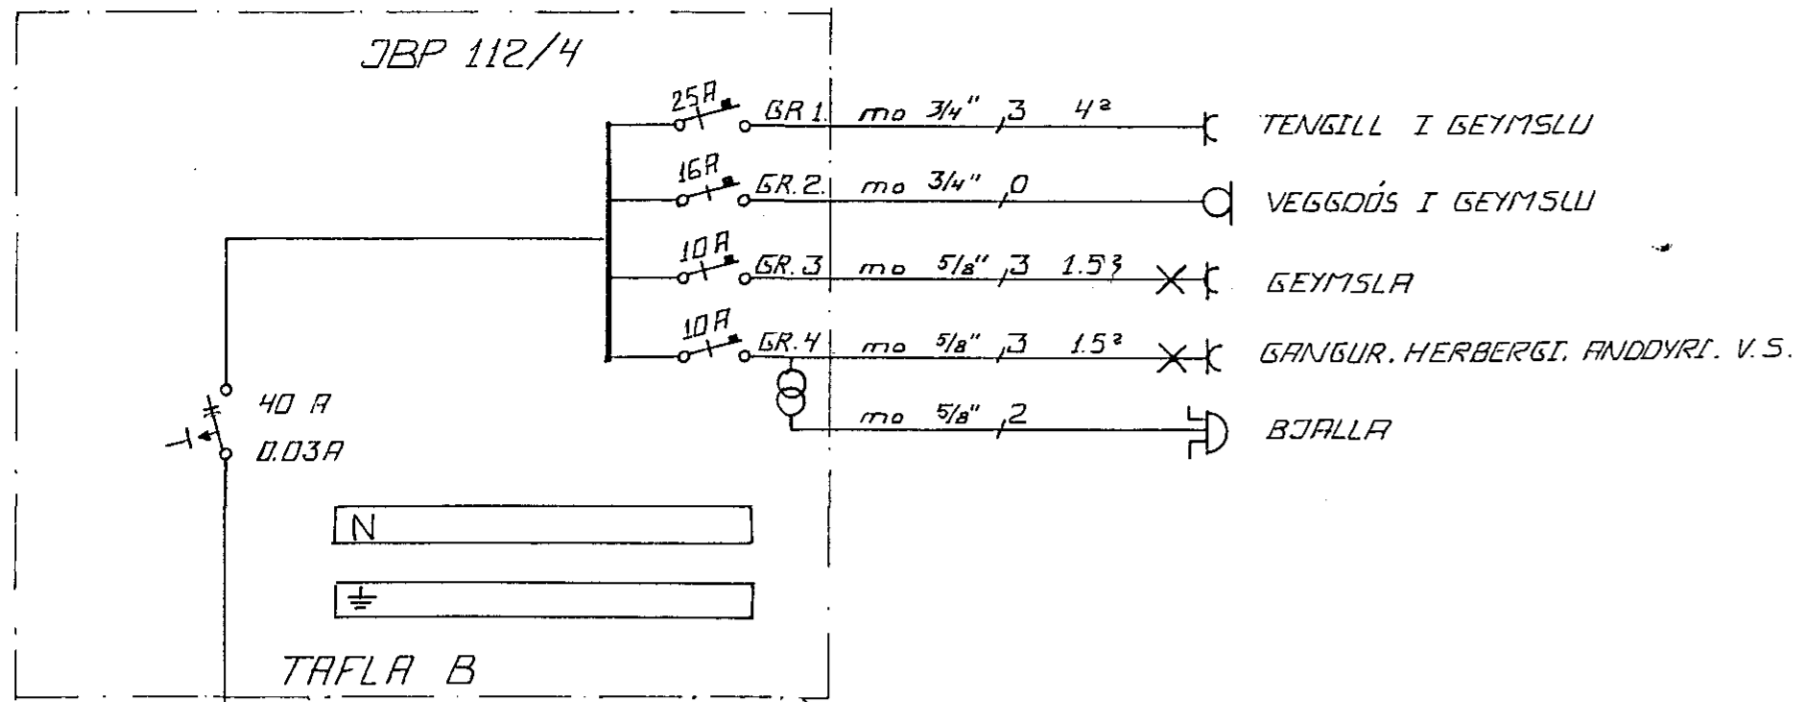 JBP 112/4
25A GR 1. mo 3/4" 3 4² TENGILL I GEYMSLU
16A GR.2. mo 3/4" 0 VEGGDÓS I GEYMSLU
10A GR.3 mo 5/8" 3 1.5² GEYMSLA
10A GR.4 mo 5/8" 3 1.5² GANGUR. HERBERGI. ANDDYRI. V.S.
mo 5/8" 2 BJALLA
40 A
0.03A
N
TAFLA B